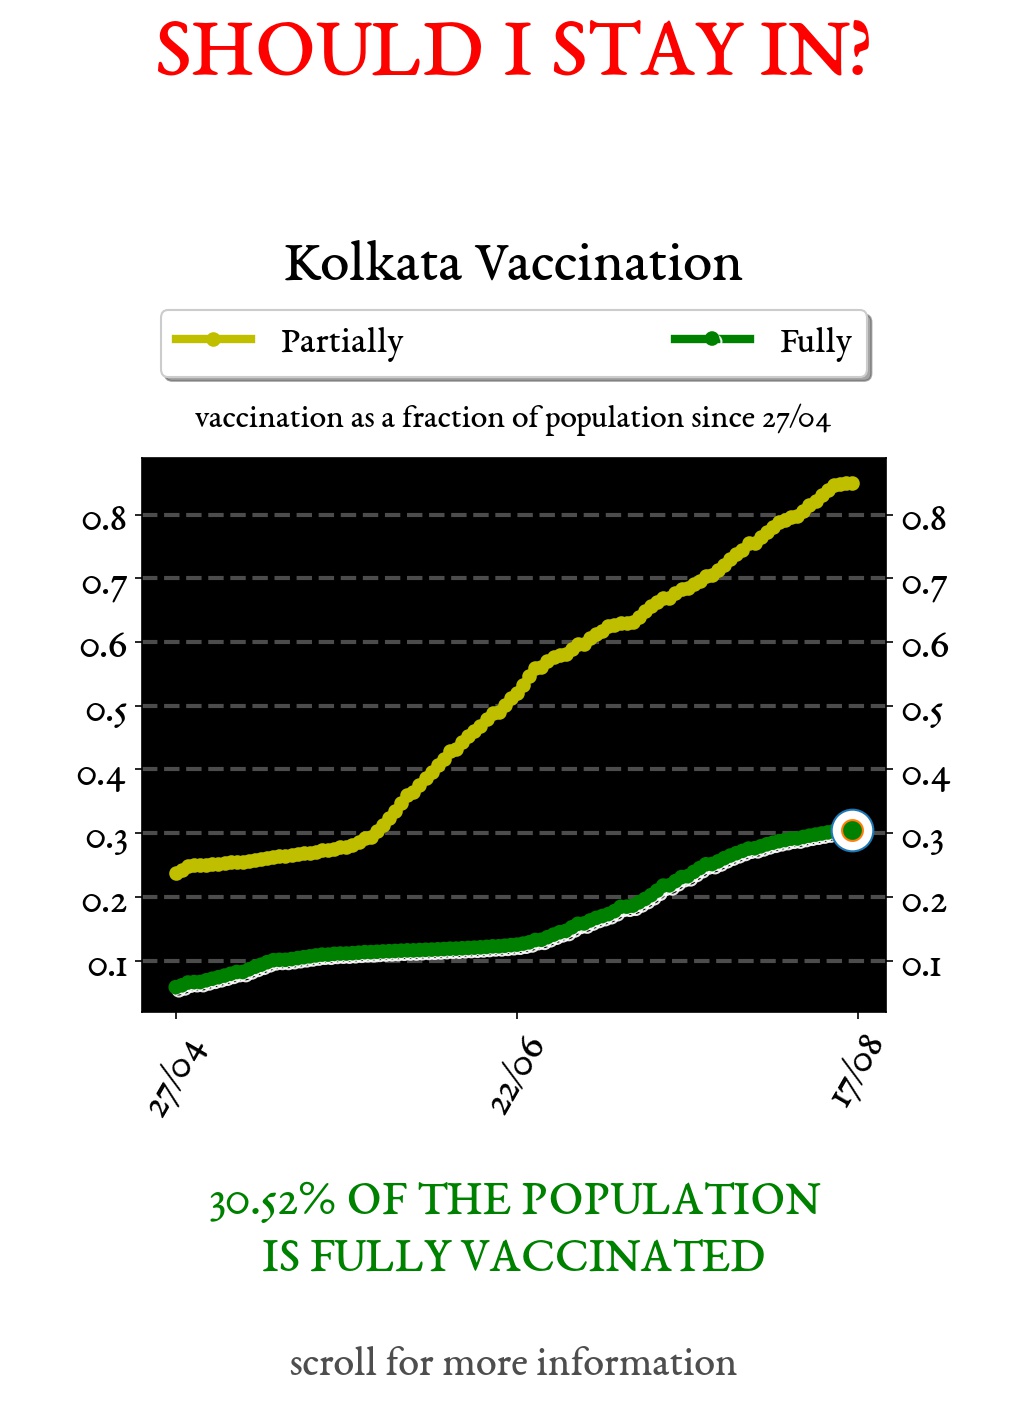 SHOULD I STAY IN?
Kolkata Vaccination
Partially Fully
vaccination as a fraction of population since 27/04
0.8 0.8
0.7 0.7
0.6 0.6
0.5 0.5
0.4 0.4
0.3 0.3
0.2 0.2
0.1 0.1
27/04 22/06 17/08
30.52% OF THE POPULATION
IS FULLY VACCINATED
scroll for more information